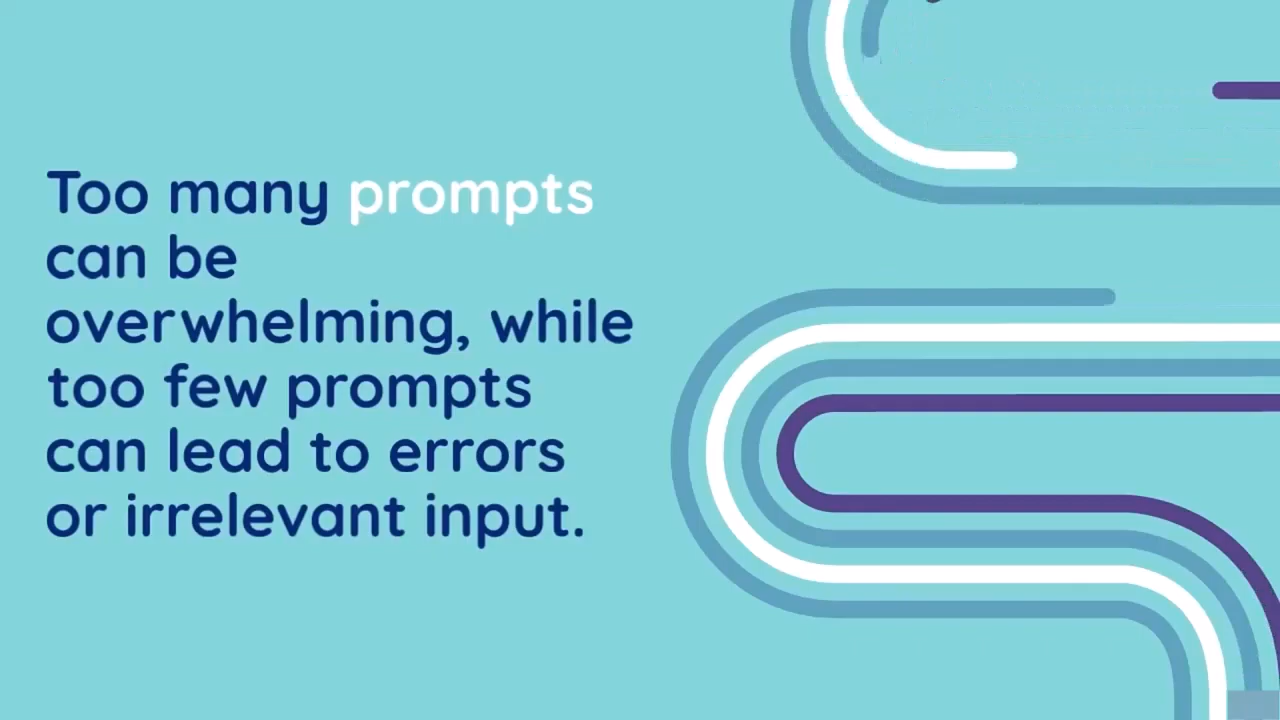 Too many prompts
can be
overwhelming, while
too few prompts
can lead to errors
or irrelevant input.